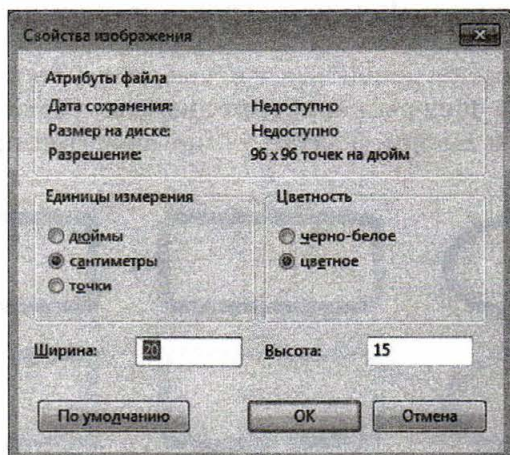 Свойства изображения
Атрибуты файла
Дата сохранения: Недоступно
Размер на диске: Недоступно
Разрешение: 96 x 96 точек на дюйм
Единицы измерения
дюймы
сантиметры
точки
Цветность
черно-белое
цветное
Ширина: 20 Высота: 15
По умолчанию ОК Отмена